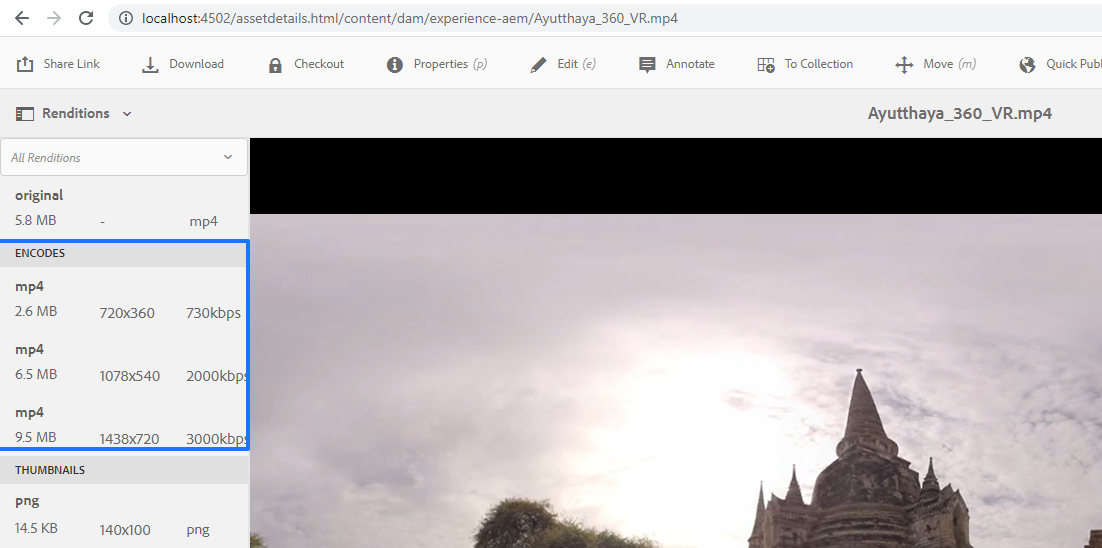 localhost:4502/assetdetails.html/content/dam/experience-aem/Ayutthaya_360_VR.mp4
Share Link Download Checkout Properties (p) Edit (e) Annotate To Collection Move (m) Quick Publ
Renditions Ayutthaya_360_VR.mp4
All Renditions
original
5.8 MB - mp4
ENCODES
mp4
2.6 MB 720x360 730kbps
mp4
6.5 MB 1078x540 2000kbps
mp4
9.5 MB 1438x720 3000kbps
THUMBNAILS
png
14.5 KB 140x100 png